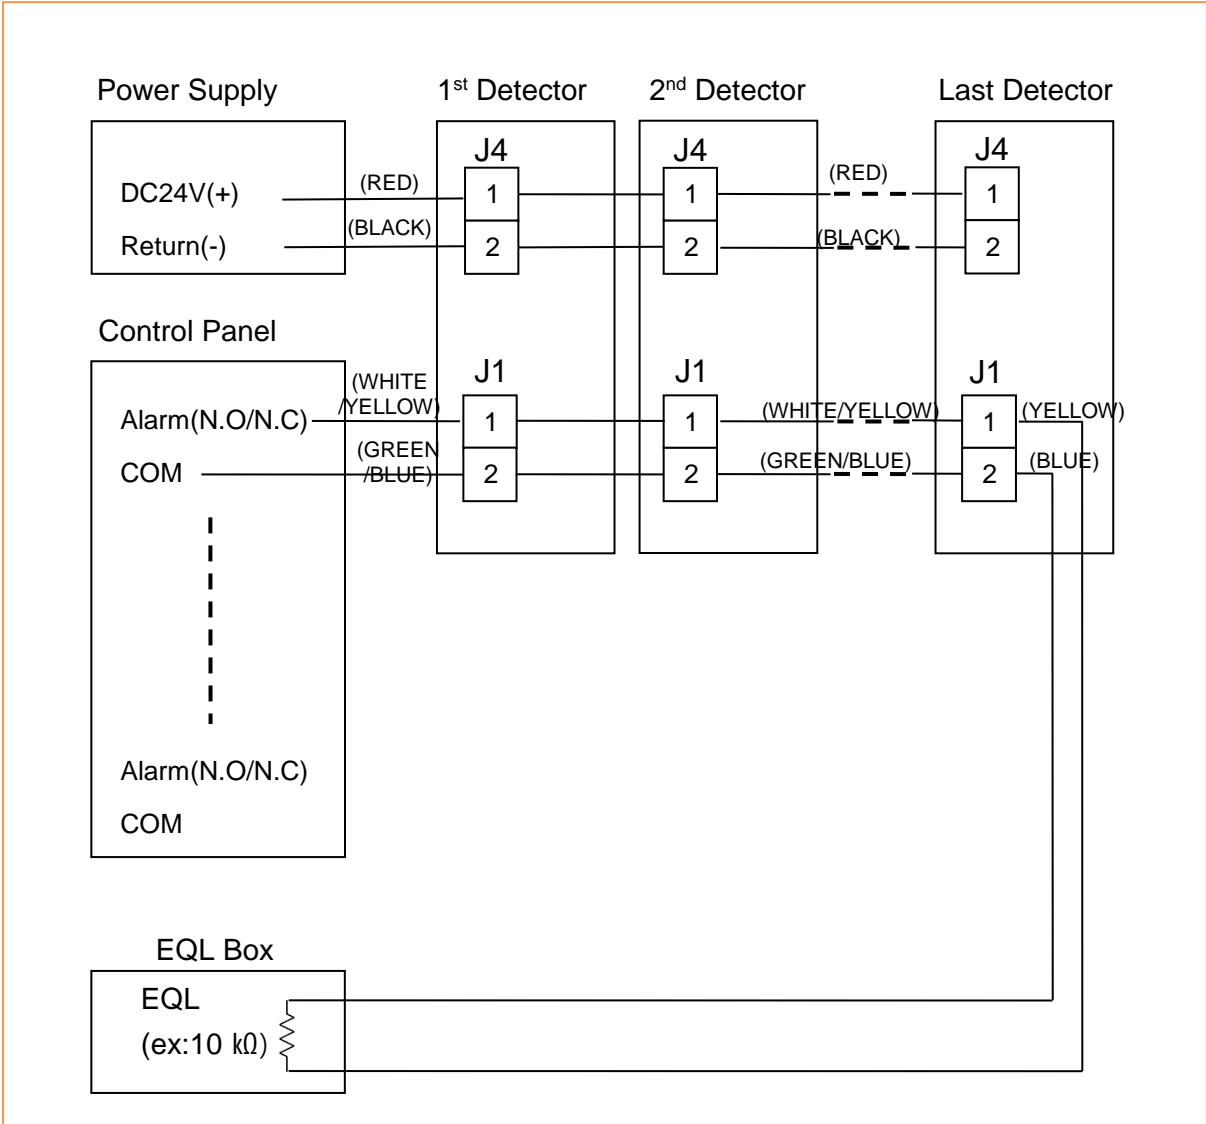 Power Supply
1st Detector
2nd Detector
Last Detector
J4
J4
J4
DC24V(+)
(RED)
1
1
(RED)
1
Return(-)
(BLACK)
2
2
(BLACK)
2
Control Panel
J1
J1
J1
Alarm(N.O/N.C)
(WHITE
/YELLOW)
1
1
(WHITE/YELLOW)
1
(YELLOW)
COM
(GREEN
/BLUE)
2
2
(GREEN/BLUE)
2
(BLUE)
Alarm(N.O/N.C)
COM
EQL Box
EQL
(ex:10 kΩ)